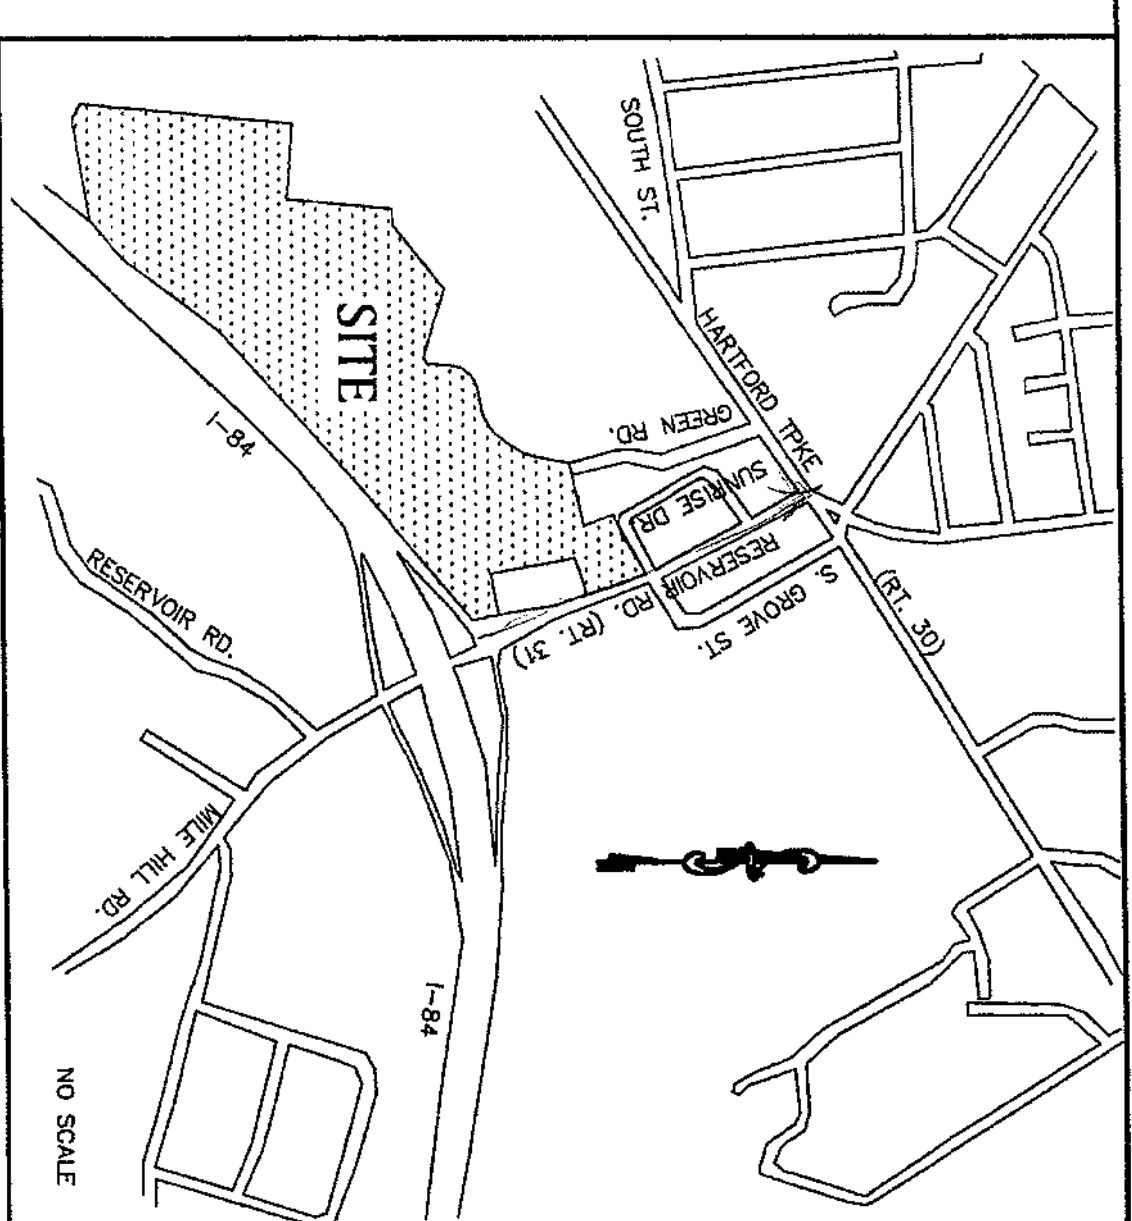 SOUTH ST.
HARTFORD TPKE
GREEN RD.
SUNRISE DR
RESERVOIR RD. (RT. 31)
S. GROVE ST.
(RT. 30)
SITE
I-84
RESERVOIR RD.
MILE HILL RD.
I-84
NO SCALE